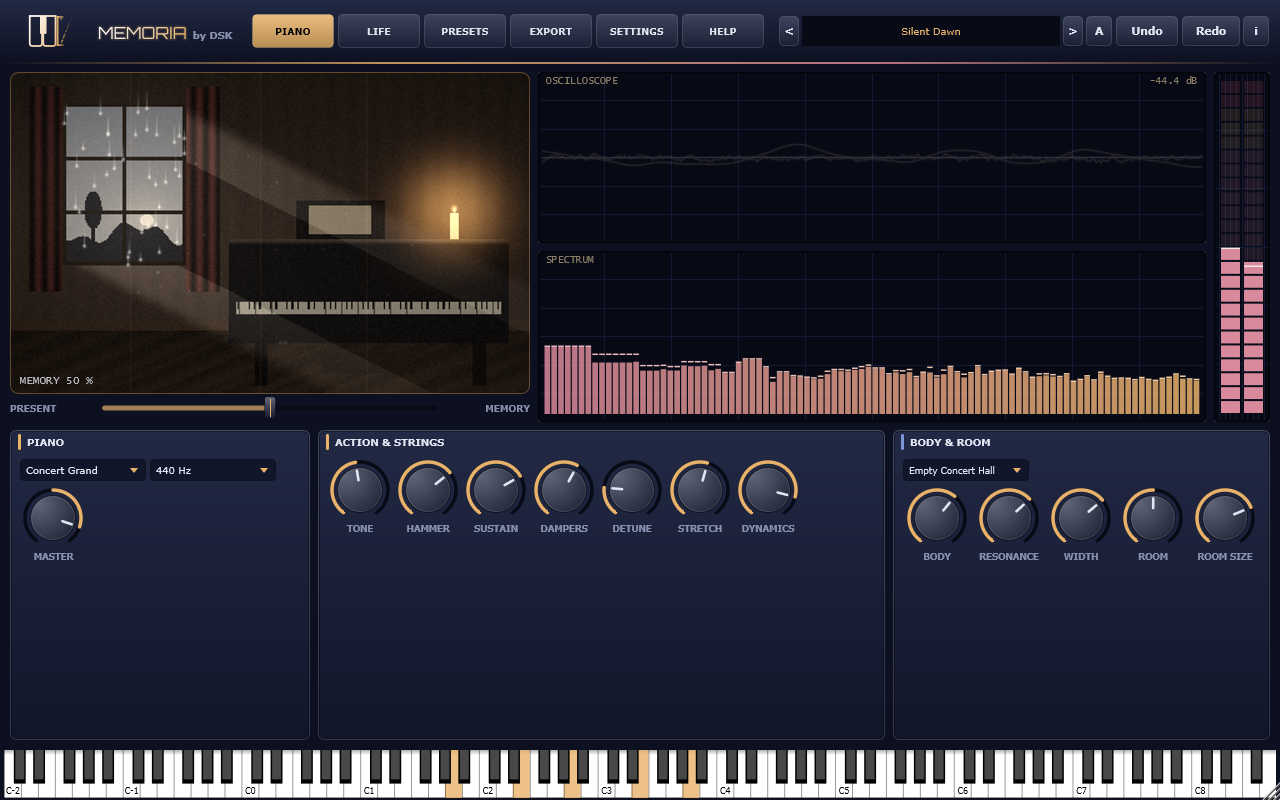 MEMORIA by DSK
PIANO
LIFE
PRESETS
EXPORT
SETTINGS
HELP
<
Silent Dawn
>
A
Undo
Redo
i
OSCILLOSCOPE
-44.4 dB
SPECTRUM
MEMORY 50 %
PRESENT
MEMORY
PIANO
Concert Grand
440 Hz
MASTER
ACTION & STRINGS
TONE
HAMMER
SUSTAIN
DAMPERS
DETUNE
STRETCH
DYNAMICS
BODY & ROOM
Empty Concert Hall
BODY
RESONANCE
WIDTH
ROOM
ROOM SIZE
C-2
C-1
C0
C1
C2
C3
C4
C5
C6
C7
C8